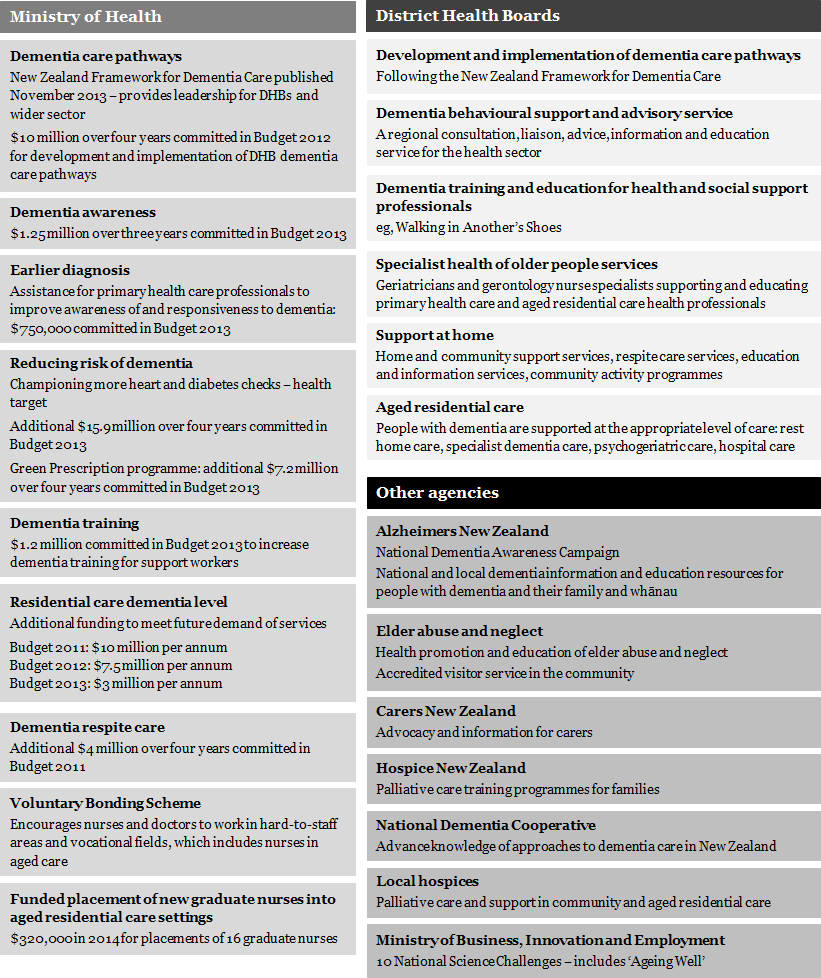 Ministry of Health
Dementia care pathways
New Zealand Framework for Dementia Care published
November 2013 – provides leadership for DHBs and
wider sector
$10 million over four years committed in Budget 2012
for development and implementation of DHB dementia
care pathways
Dementia awareness
$1.25 million over three years committed in Budget 2013
Earlier diagnosis
Assistance for primary health care professionals to
improve awareness of and responsiveness to dementia:
$750,000 committed in Budget 2013
Reducing risk of dementia
Championing more heart and diabetes checks – health
target
Additional $15.9 million over four years committed in
Budget 2013
Green Prescription programme: additional $7.2 million
over four years committed in Budget 2013
Dementia training
$1.2 million committed in Budget 2013 to increase
dementia training for support workers
Residential care dementia level
Additional funding to meet future demand of services
Budget 2011: $10 million per annum
Budget 2012: $7.5 million per annum
Budget 2013: $3 million per annum
Dementia respite care
Additional $4 million over four years committed in
Budget 2011
Voluntary Bonding Scheme
Encourages nurses and doctors to work in hard-to-staff
areas and vocational fields, which includes nurses in
aged care
Funded placement of new graduate nurses into
aged residential care settings
$320,000 in 2014 for placements of 16 graduate nurses
District Health Boards
Development and implementation of dementia care pathways
Following the New Zealand Framework for Dementia Care
Dementia behavioural support and advisory service
A regional consultation, liaison, advice, information and education
service for the health sector
Dementia training and education for health and social support
professionals
eg, Walking in Another's Shoes
Specialist health of older people services
Geriatricians and gerontology nurse specialists supporting and educating
primary health care and aged residential care health professionals
Support at home
Home and community support services, respite care services, education
and information services, community activity programmes
Aged residential care
People with dementia are supported at the appropriate level of care: rest
home care, specialist dementia care, psychogeriatric care, hospital care
Other agencies
Alzheimers New Zealand
National Dementia Awareness Campaign
National and local dementia information and education resources for
people with dementia and their family and whānau
Elder abuse and neglect
Health promotion and education of elder abuse and neglect
Accredited visitor service in the community
Carers New Zealand
Advocacy and information for carers
Hospice New Zealand
Palliative care training programmes for families
National Dementia Cooperative
Advance knowledge of approaches to dementia care in New Zealand
Local hospices
Palliative care and support in community and aged residential care
Ministry of Business, Innovation and Employment
10 National Science Challenges – includes 'Ageing Well'